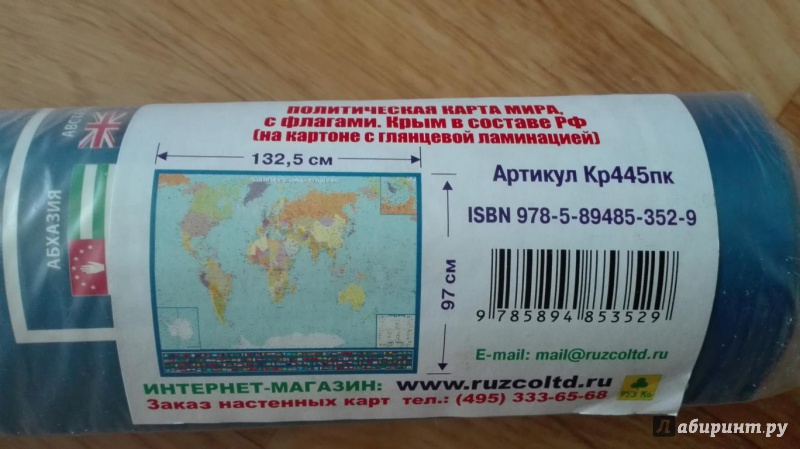 ПОЛИТИЧЕСКАЯ КАРТА МИРА,
с флагами. Крым в составе РФ
(на картоне с глянцевой ламинацией)
132,5 см
97 см
Артикул Кр445пк
ISBN 978-5-89485-352-9
9 785894 853529
E-mail: mail@ruzcoltd.ru
ИНТЕРНЕТ-МАГАЗИН: www.ruzcoltd.ru
Заказ настенных карт тел.: (495) 333-65-68
АБХАЗИЯ
Лабиринт.ру